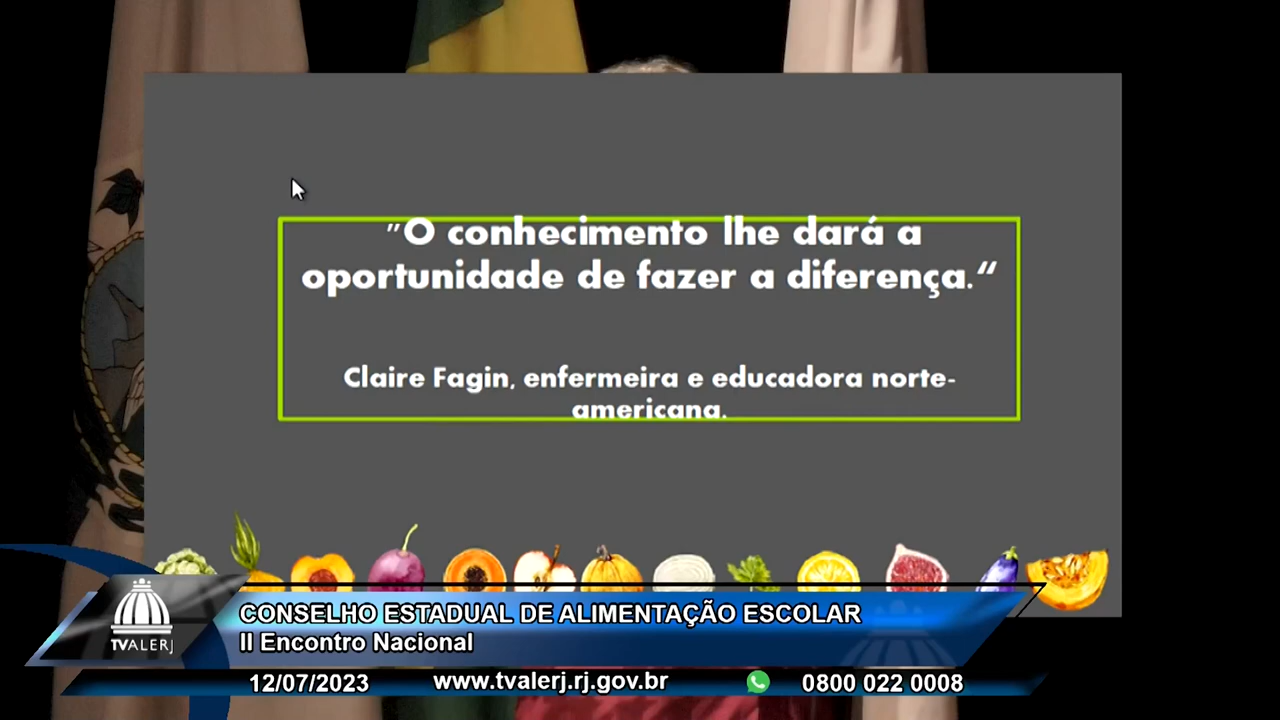 "O conhecimento lhe dará a
oportunidade de fazer a diferença.“
Claire Fagin, enfermeira e educadora norte-
americana.
CONSELHO ESTADUAL DE ALIMENTAÇÃO ESCOLAR
II Encontro Nacional
TVALERJ
12/07/2023 www.tvalerj.rj.gov.br 0800 022 0008